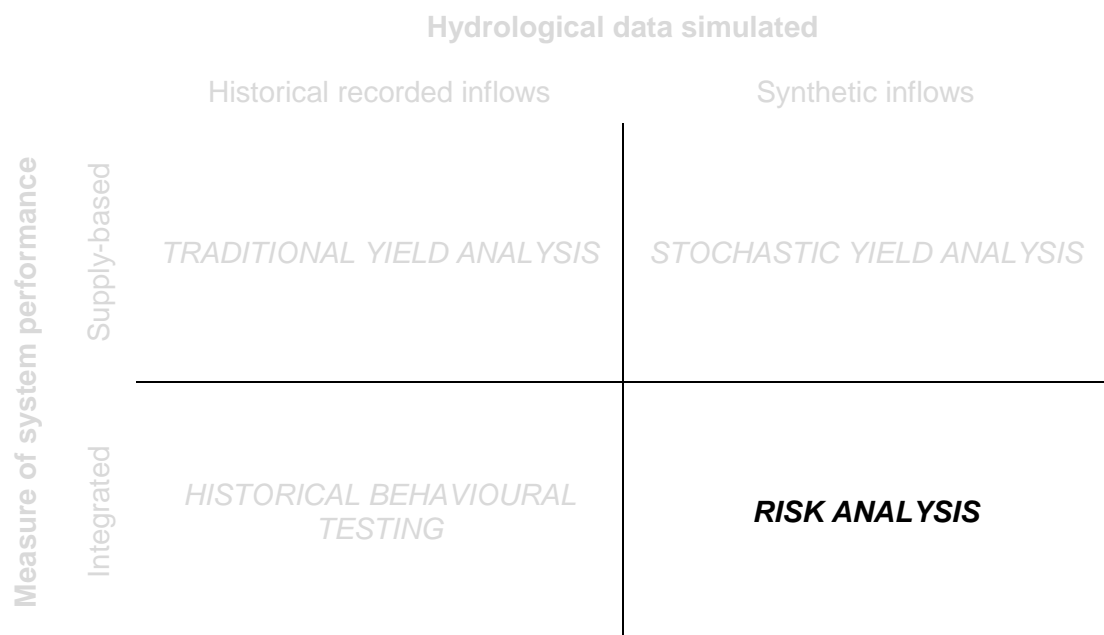 Hydrological data simulated
Historical recorded inflows
Synthetic inflows
Measure of system performance
Supply-based
TRADITIONAL YIELD ANALYSIS
STOCHASTIC YIELD ANALYSIS
Integrated
HISTORICAL BEHAVIOURAL
TESTING
RISK ANALYSIS